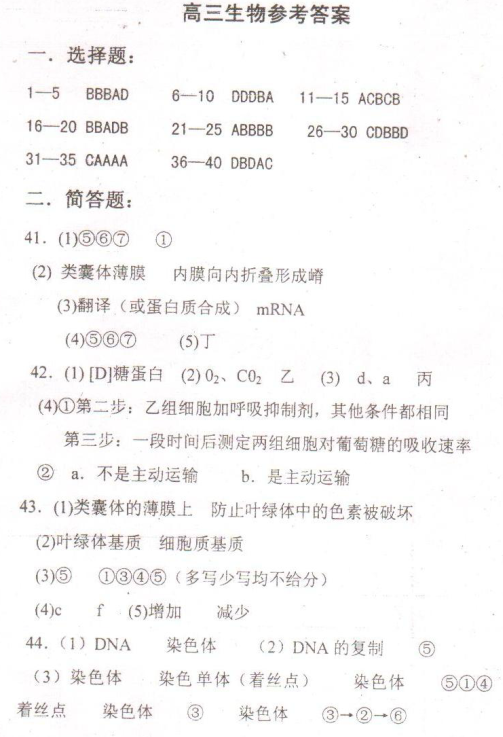 高三生物参考答案
一．选择题：
1—5 BBBAD 6—10 DDDBA 11—15 ACBCB
16—20 BBADB 21—25 ABBBB 26—30 CDBBD
31—35 CAAAA 36—40 DBDAC
二．简答题：
41．(1)⑤⑥⑦ ①
(2) 类囊体薄膜 内膜向内折叠形成嵴
(3)翻译（或蛋白质合成） mRNA
(4)⑤⑥⑦ (5)丁
42．(1) [D]糖蛋白 (2) 0₂、C0₂ 乙 (3) d、a 丙
(4)①第二步：乙组细胞加呼吸抑制剂，其他条件都相同
第三步：一段时间后测定两组细胞对葡萄糖的吸收速率
② a．不是主动运输 b．是主动运输
43．(1)类囊体的薄膜上 防止叶绿体中的色素被破坏
(2)叶绿体基质 细胞质基质
(3)⑤ ①③④⑤（多写少写均不给分）
(4)c f (5)增加 减少
44．（1）DNA 染色体 （2）DNA 的复制 ⑤
（3）染色体 染色单体（着丝点） 染色体 ⑤①④
着丝点 染色体 ③ 染色体 ③→②→⑥